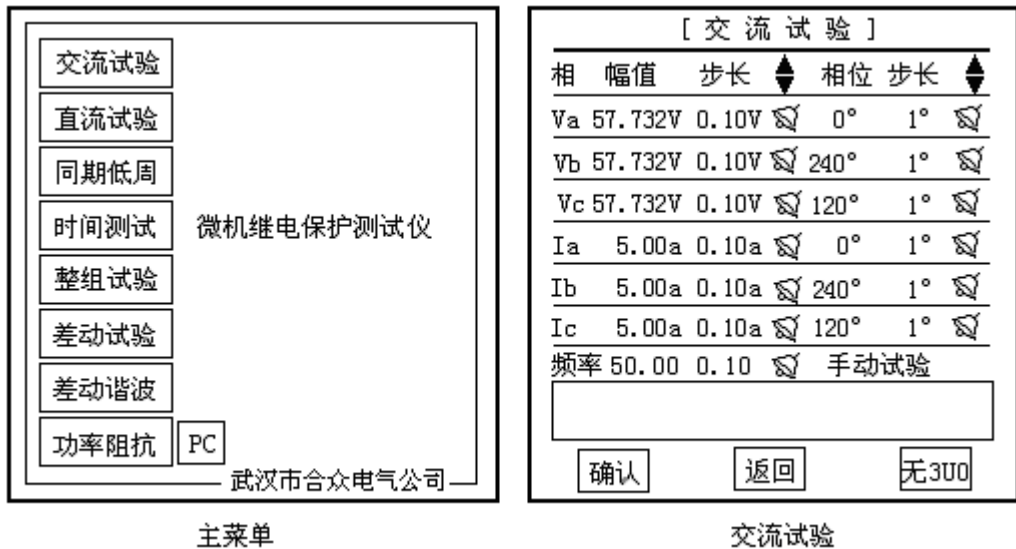 交流试验
直流试验
同期低周
时间测试
微机继电保护测试仪
整组试验
差动试验
差动谐波
功率阻抗 PC
武汉市合众电气公司
主菜单
[ 交 流 试 验 ]
相 幅值 步长 相位 步长
Va 57.732V 0.10V 0° 1°
Vb 57.732V 0.10V 240° 1°
Vc 57.732V 0.10V 120° 1°
Ia 5.00a 0.10a 0° 1°
Ib 5.00a 0.10a 240° 1°
Ic 5.00a 0.10a 120° 1°
频率 50.00 0.10 手动试验
确认 返回 无3U0
交流试验